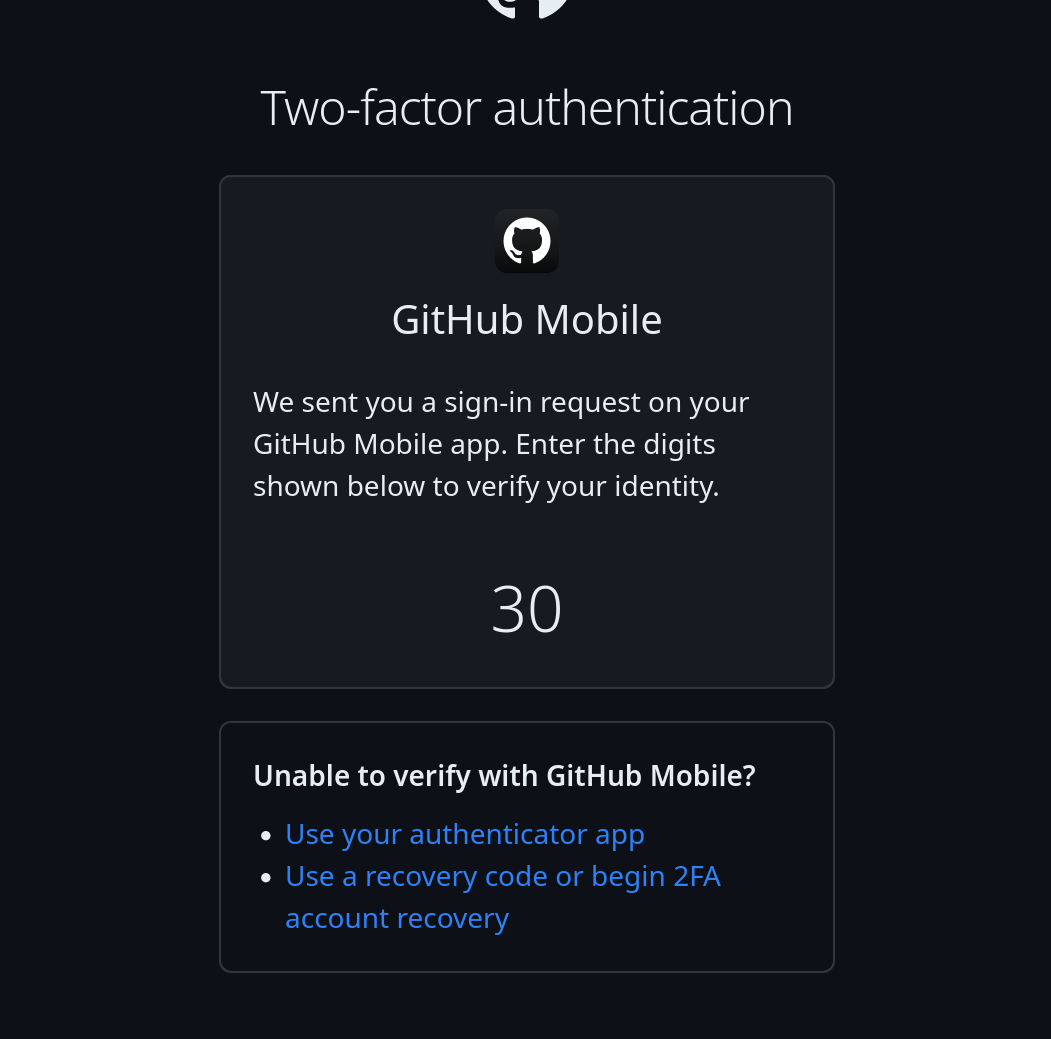 Two-factor authentication
GitHub Mobile
We sent you a sign-in request on your
GitHub Mobile app. Enter the digits
shown below to verify your identity.
30
Unable to verify with GitHub Mobile?
• Use your authenticator app
• Use a recovery code or begin 2FA
account recovery